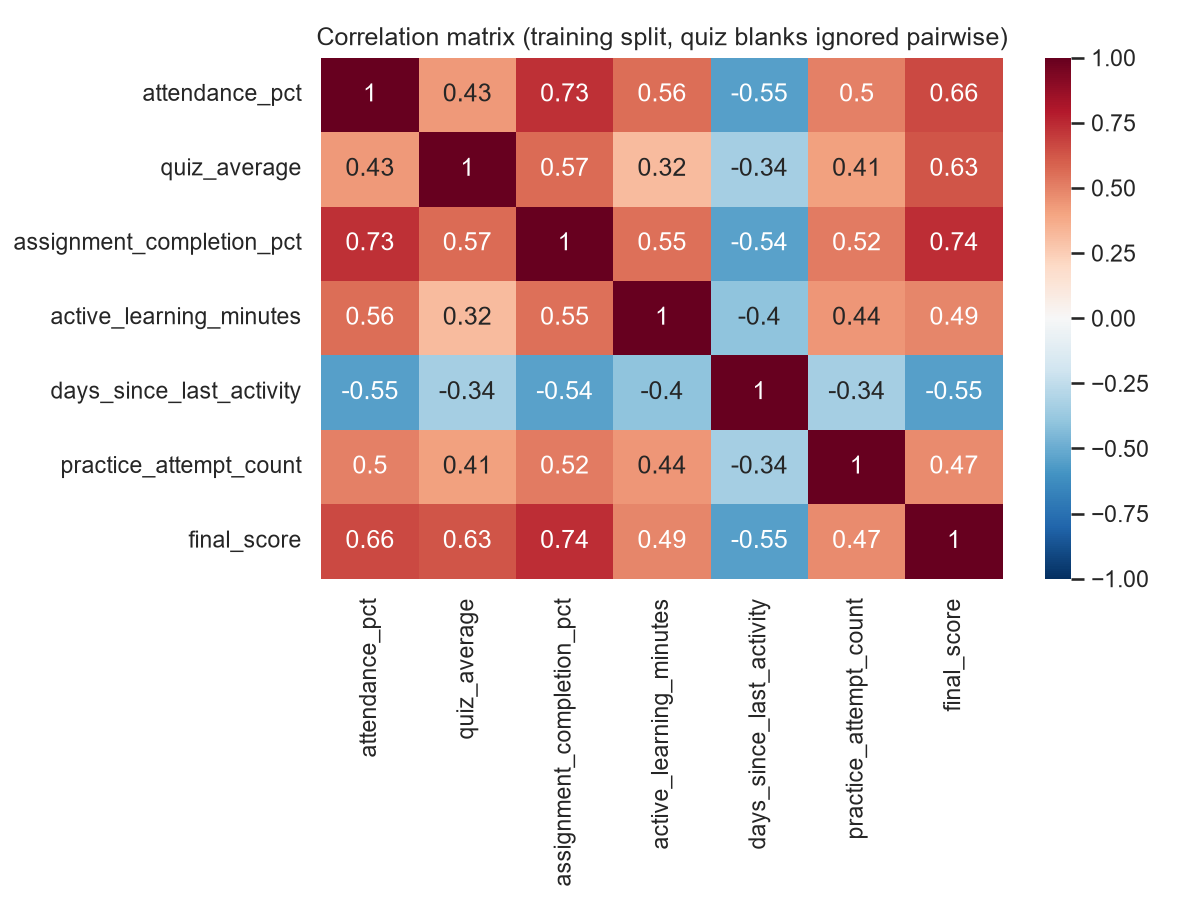 Correlation matrix (training split, quiz blanks ignored pairwise)
attendance_pct 1 0.43 0.73 0.56 -0.55 0.5 0.66
quiz_average 0.43 1 0.57 0.32 -0.34 0.41 0.63
assignment_completion_pct 0.73 0.57 1 0.55 -0.54 0.52 0.74
active_learning_minutes 0.56 0.32 0.55 1 -0.4 0.44 0.49
days_since_last_activity -0.55 -0.34 -0.54 -0.4 1 -0.34 -0.55
practice_attempt_count 0.5 0.41 0.52 0.44 -0.34 1 0.47
final_score 0.66 0.63 0.74 0.49 -0.55 0.47 1
attendance_pct
quiz_average
assignment_completion_pct
active_learning_minutes
days_since_last_activity
practice_attempt_count
final_score
1.00
0.75
0.50
0.25
0.00
−0.25
−0.50
−0.75
−1.00